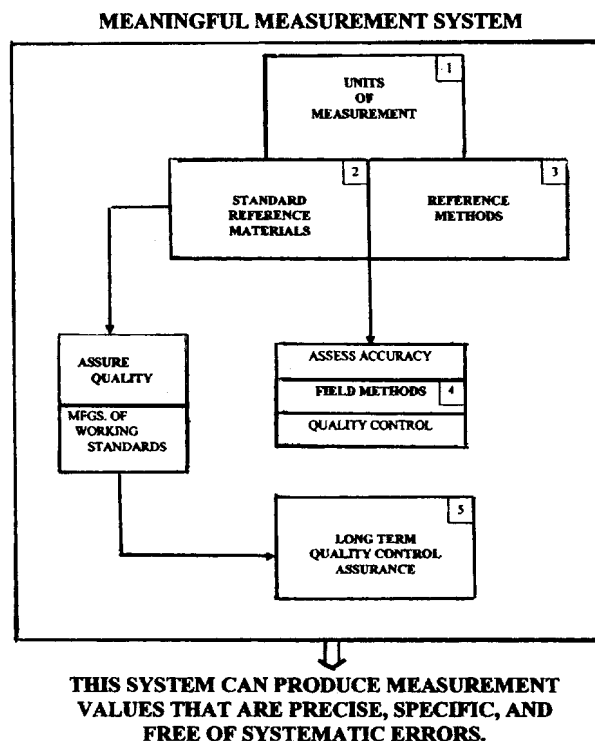 MEANINGFUL MEASUREMENT SYSTEM
1
UNITS
OF
MEASUREMENT
2
STANDARD
REFERENCE
MATERIALS
3
REFERENCE
METHODS
ASSURE
QUALITY
MFGS. OF
WORKING
STANDARDS
ASSESS ACCURACY
FIELD METHODS 4
QUALITY CONTROL
5
LONG TERM
QUALITY CONTROL
ASSURANCE
THIS SYSTEM CAN PRODUCE MEASUREMENT
VALUES THAT ARE PRECISE, SPECIFIC, AND
FREE OF SYSTEMATIC ERRORS.